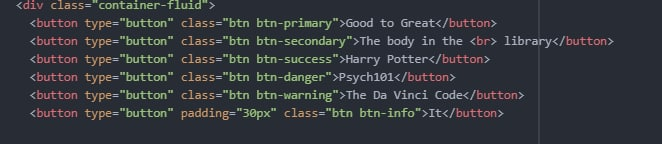 <div class="container-fluid">
<button type="button" class="btn btn-primary">Good to Great</button>
<button type="button" class="btn btn-secondary">The body in the <br> library</button>
<button type="button" class="btn btn-success">Harry Potter</button>
<button type="button" class="btn btn-danger">Psych101</button>
<button type="button" class="btn btn-warning">The Da Vinci Code</button>
<button type="button" padding="30px" class="btn btn-info">It</button>